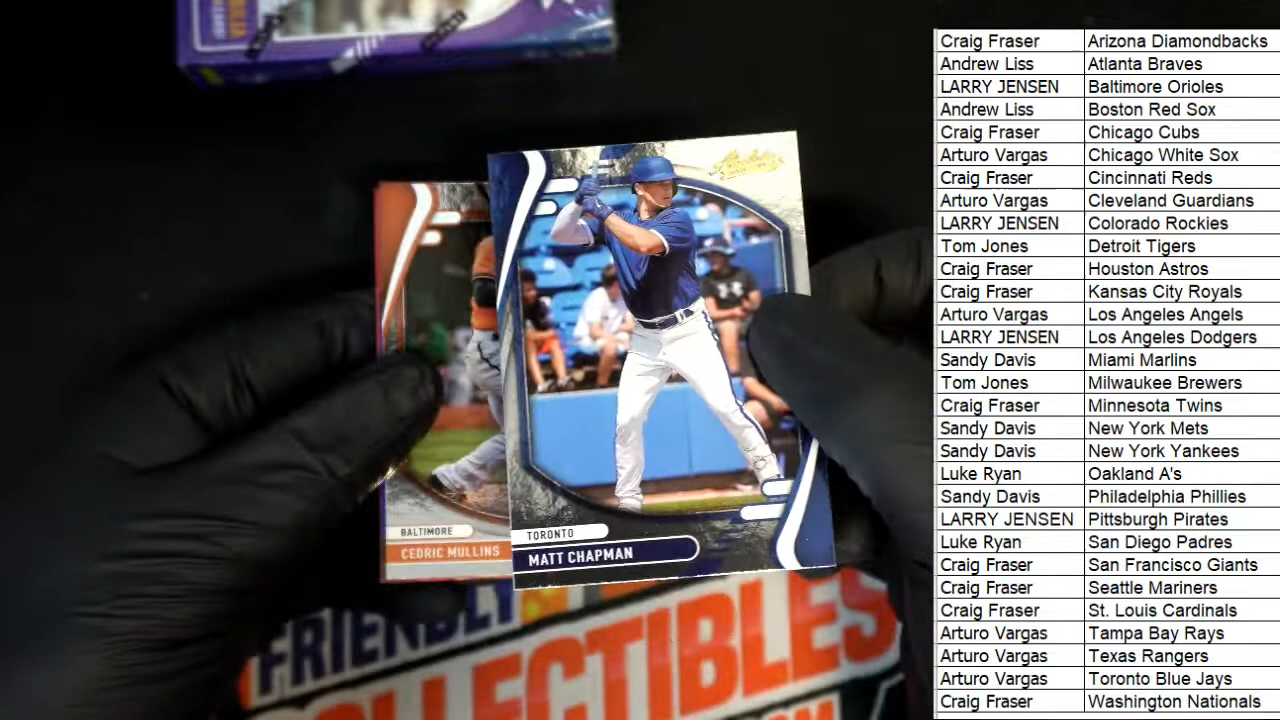 BALTIMORE
CEDRIC MULLINS
TORONTO
MATT CHAPMAN
FRIENDLY
COLLECTIBLES
Craig Fraser Arizona Diamondbacks
Andrew Liss Atlanta Braves
LARRY JENSEN Baltimore Orioles
Andrew Liss Boston Red Sox
Craig Fraser Chicago Cubs
Arturo Vargas Chicago White Sox
Craig Fraser Cincinnati Reds
Arturo Vargas Cleveland Guardians
LARRY JENSEN Colorado Rockies
Tom Jones Detroit Tigers
Craig Fraser Houston Astros
Craig Fraser Kansas City Royals
Arturo Vargas Los Angeles Angels
LARRY JENSEN Los Angeles Dodgers
Sandy Davis Miami Marlins
Tom Jones Milwaukee Brewers
Craig Fraser Minnesota Twins
Sandy Davis New York Mets
Sandy Davis New York Yankees
Luke Ryan Oakland A's
Sandy Davis Philadelphia Phillies
LARRY JENSEN Pittsburgh Pirates
Luke Ryan San Diego Padres
Craig Fraser San Francisco Giants
Craig Fraser Seattle Mariners
Craig Fraser St. Louis Cardinals
Arturo Vargas Tampa Bay Rays
Arturo Vargas Texas Rangers
Arturo Vargas Toronto Blue Jays
Craig Fraser Washington Nationals